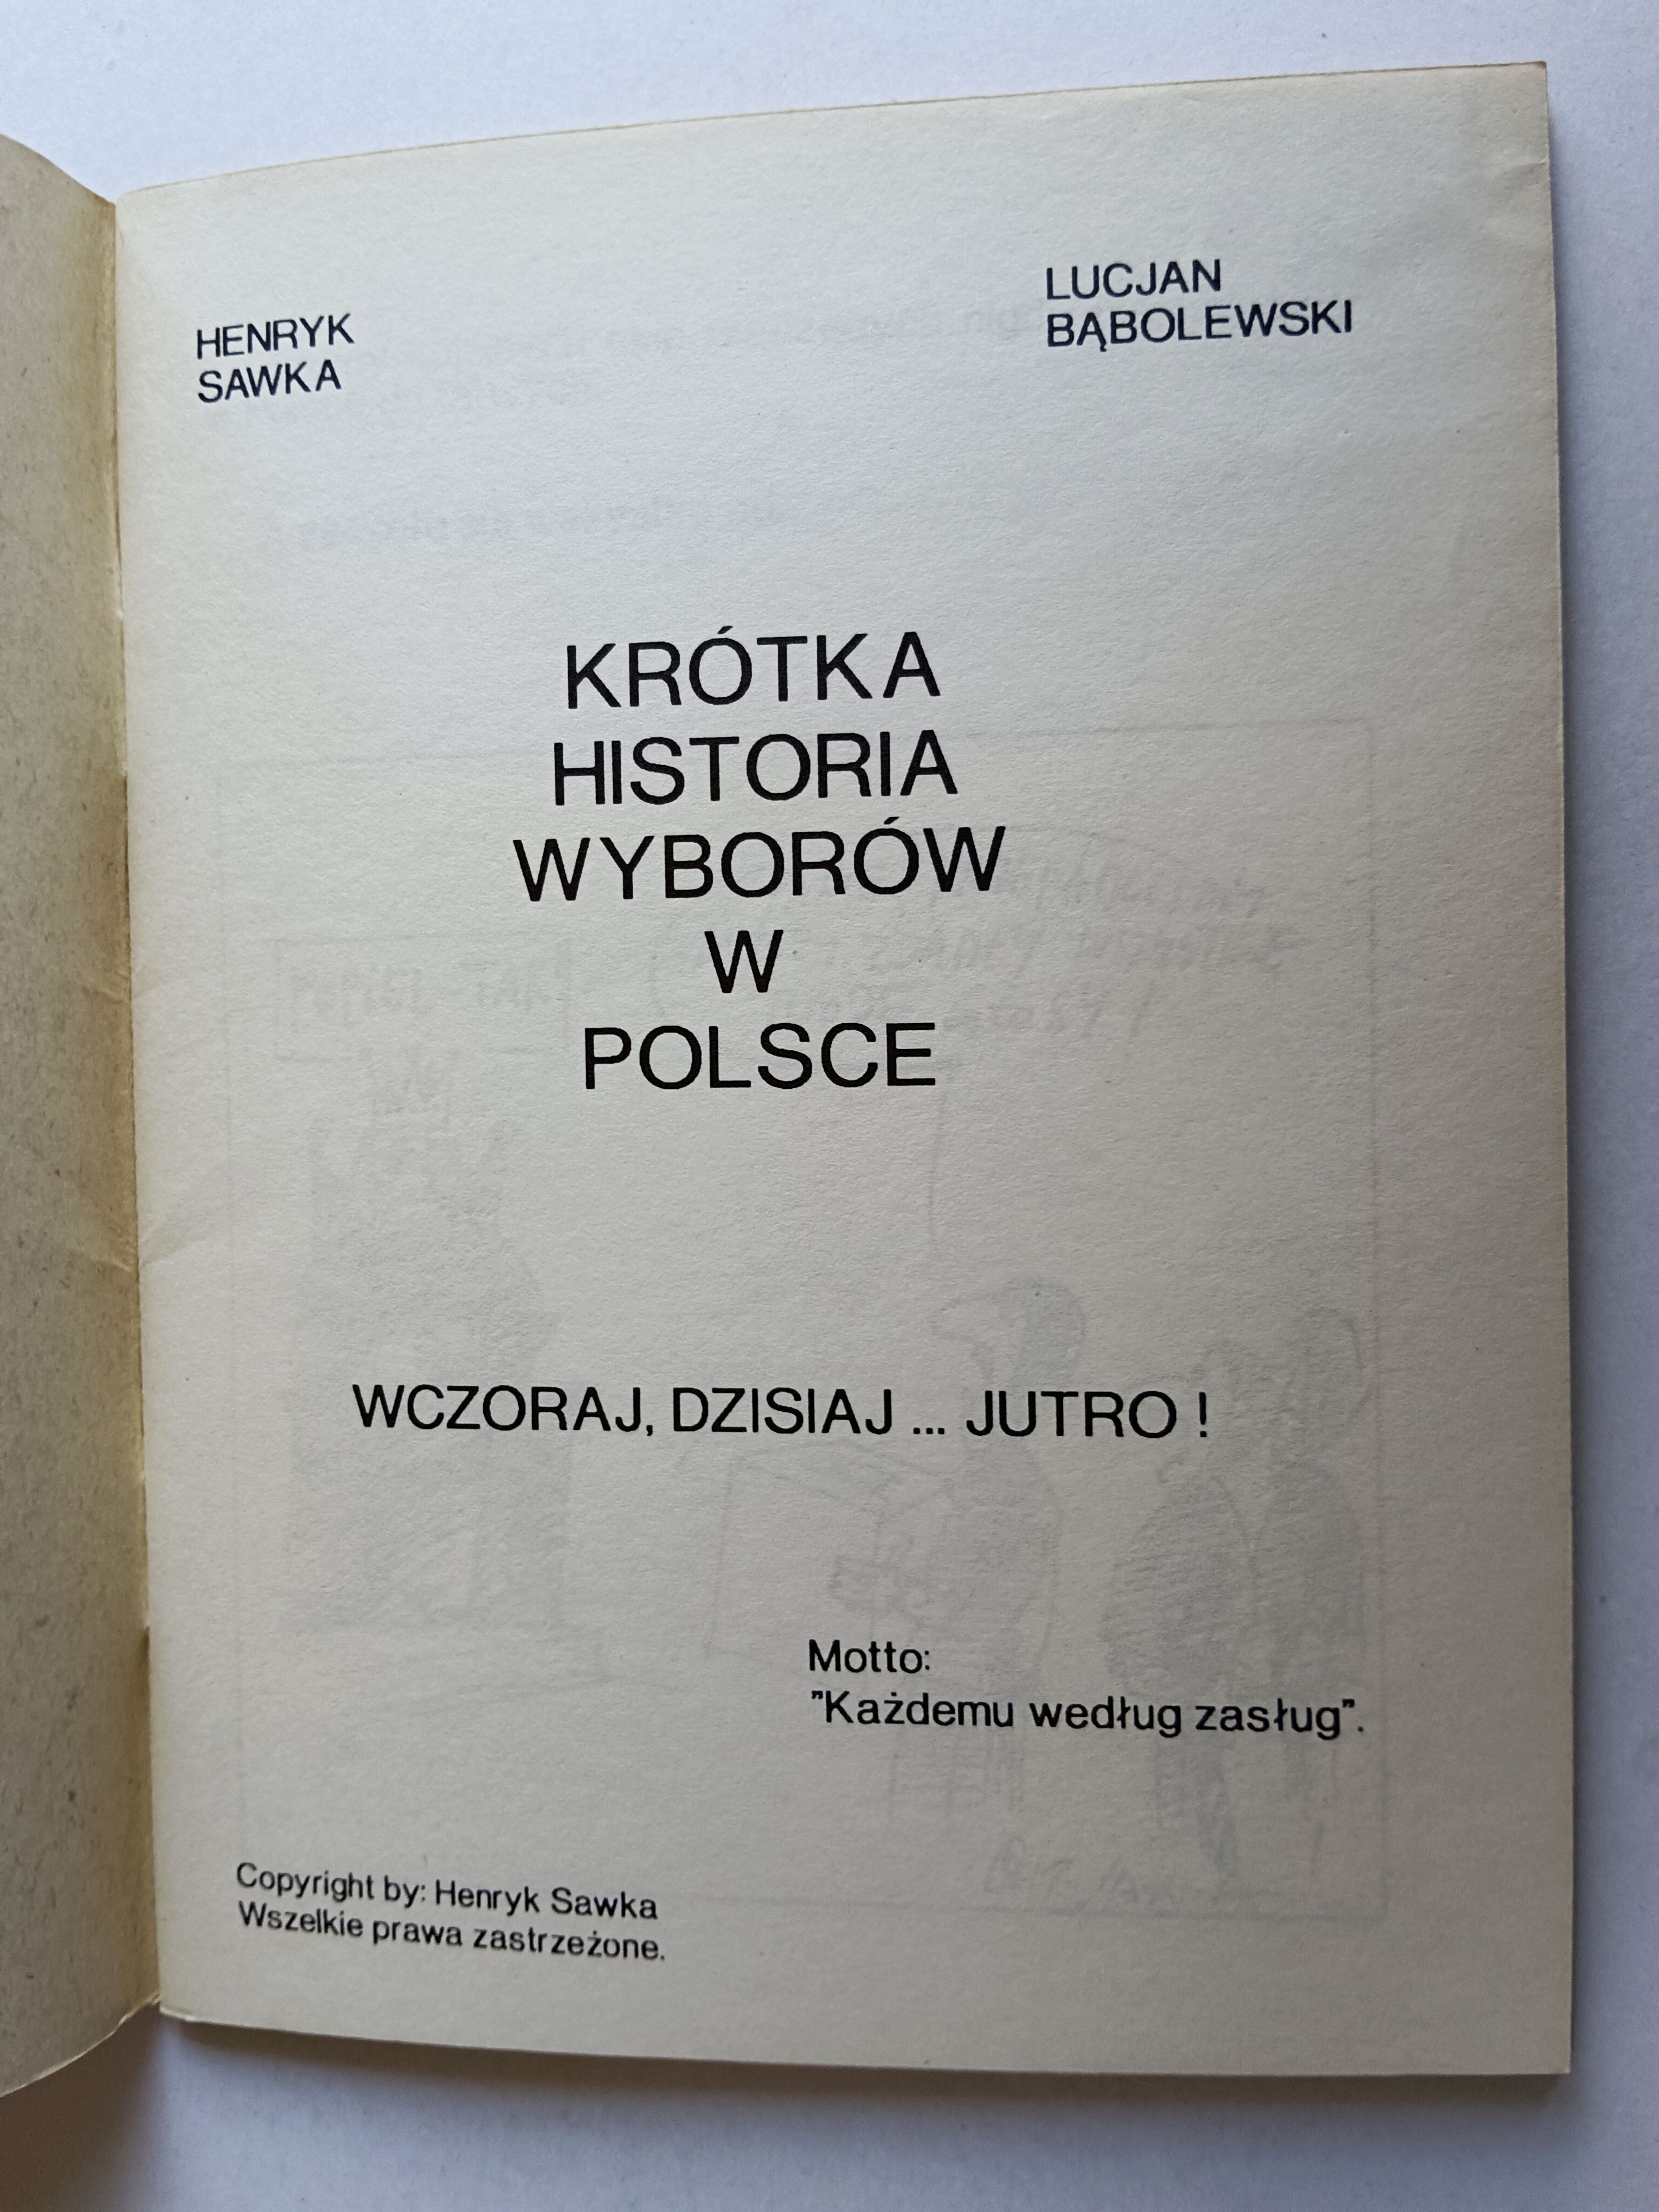 HENRYK
SAWKA
LUCJAN
BĄBOLEWSKI
KRÓTKA
HISTORIA
WYBORÓW
W
POLSCE
WCZORAJ, DZISIAJ ... JUTRO !
Motto:
"Każdemu według zasług".
Copyright by: Henryk Sawka
Wszelkie prawa zastrzeżone.